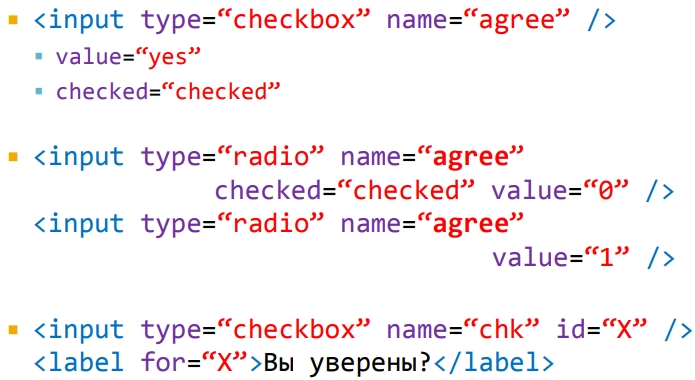 <input type=“checkbox” name=“agree” />
value=“yes”
checked=“checked”
<input type=“radio” name=“agree”
checked=“checked” value=“0” />
<input type=“radio” name=“agree”
value=“1” />
<input type=“checkbox” name=“chk” id=“X” />
<label for=“X”>Вы уверены?</label>